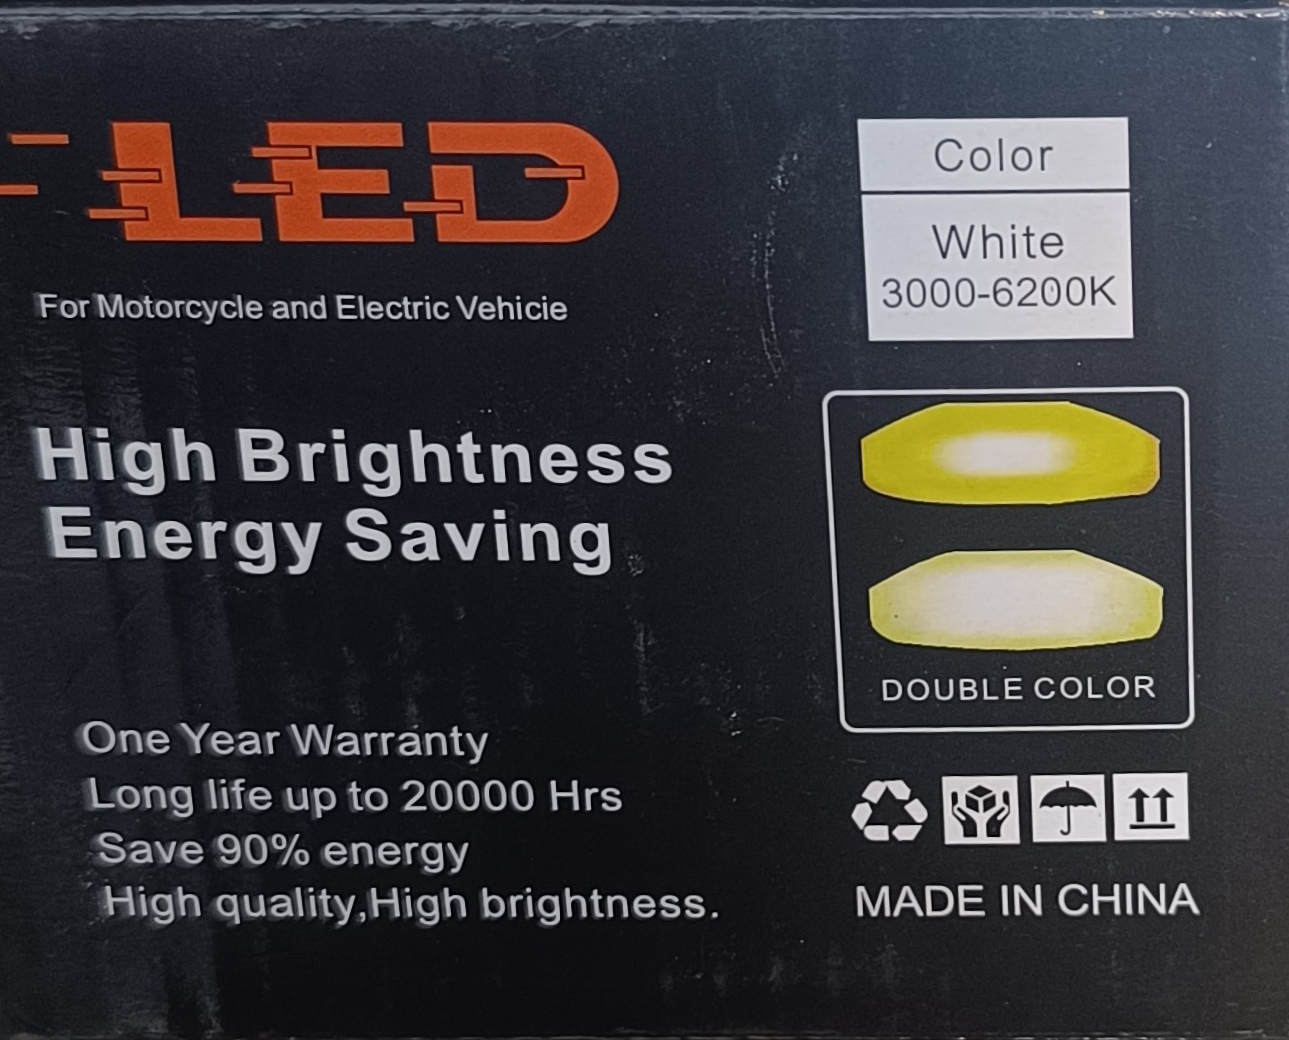 LED
For Motorcycle and Electric Vehicie
High Brightness
Energy Saving
One Year Warranty
Long life up to 20000 Hrs
Save 90% energy
High quality,High brightness.
Color
White
3000-6200K
DOUBLE COLOR
MADE IN CHINA